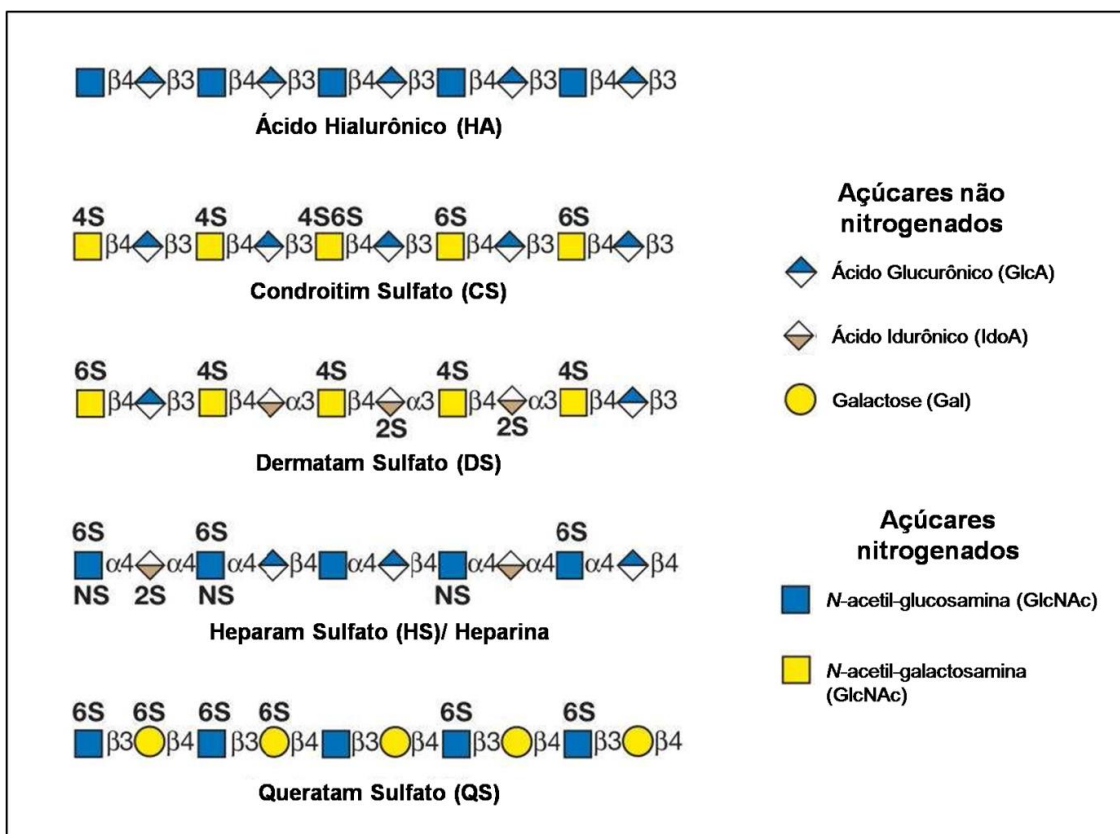 β4 β3 β4 β3 β4 β3 β4 β3 β4 β3
Ácido Hialurônico (HA)
4S 4S 4S6S 6S 6S
β4 β3 β4 β3 β4 β3 β4 β3 β4 β3
Condroitim Sulfato (CS)
6S 4S 4S 4S 4S
β4 β3 β4 α3 β4 α3 β4 α3 β4 β3
2S 2S
Dermatam Sulfato (DS)
6S 6S 6S
α4 α4 α4 β4 α4 β4 α4 α4 α4 β4
NS 2S NS NS
Heparam Sulfato (HS)/ Heparina
6S 6S 6S 6S 6S 6S
β3 β4 β3 β4 β3 β4 β3 β4 β3 β4
Queratam Sulfato (QS)
Açúcares não
nitrogenados
Ácido Glucurônico (GlcA)
Ácido Idurônico (IdoA)
Galactose (Gal)
Açúcares
nitrogenados
N-acetil-glucosamina (GlcNAc)
N-acetil-galactosamina
(GlcNAc)